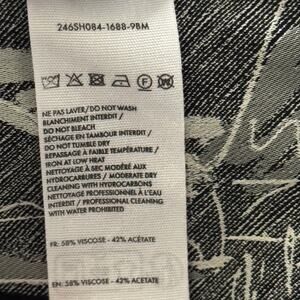 246SH084-1688-9BM
NE PAS LAVER/DO NOT WASH
BLANCHIMENT INTERDIT /
DO NOT BLEACH
SÉCHAGE EN TAMBOUR INTERDIT /
DO NOT TUMBLE DRY
REPASSAGE A FAIBLE TEMPÉRATURE /
IRON AT LOW HEAT
NETTOYAGE À SEC MODÉRÉ AUX
HYDROCARBURES / MODERATE DRY
CLEANING WITH HYDROCARBONS
NETTOYAGE PROFESSIONNEL A L'EAU
INTERDIT / PROFESSIONAL CLEANING
WITH WATER PROHIBITED
FR: 58% VISCOSE - 42% ACÉTATE
EN: 58% VISCOSE - 42% ACETATE